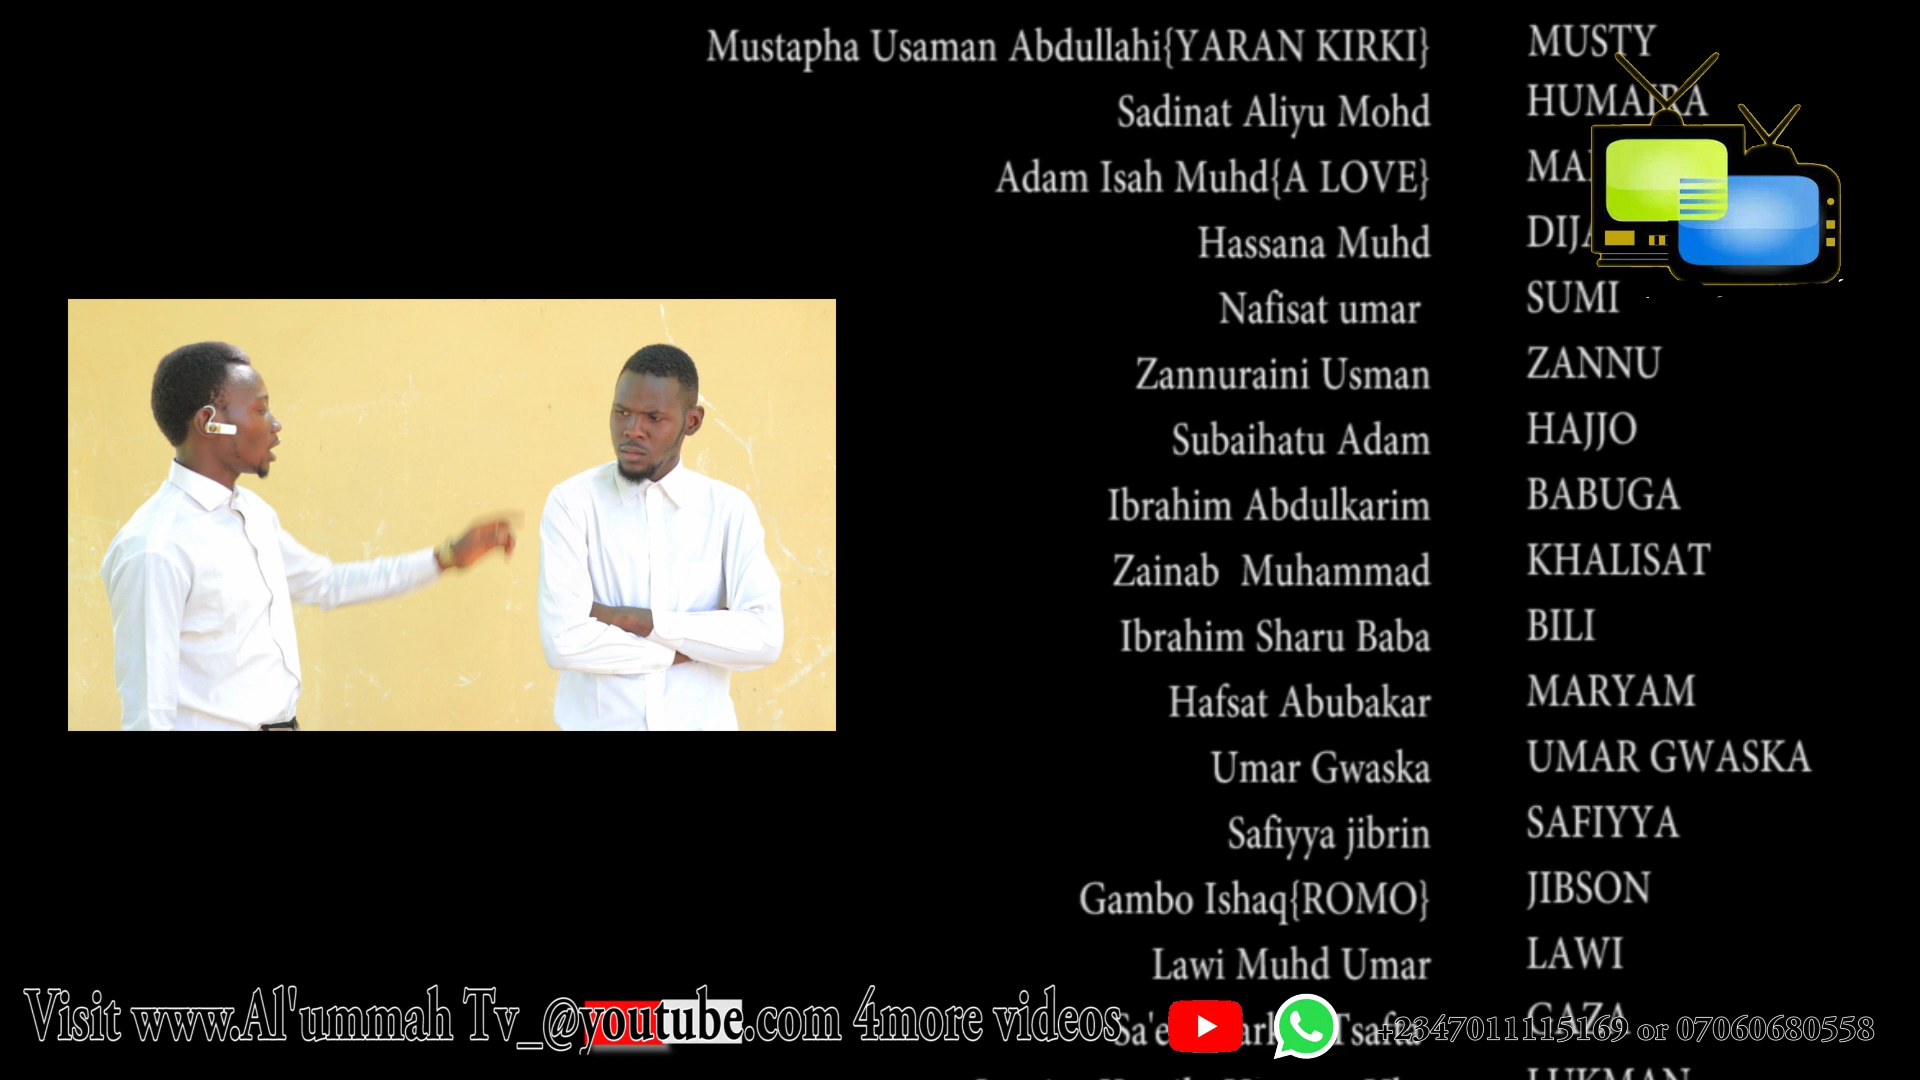 Mustapha Usaman Abdullahi{YARAN KIRKI} MUSTY
Sadinat Aliyu Mohd HUMAIRA
Adam Isah Muhd{A LOVE}
Hassana Muhd
Nafisat umar SUMI
Zannuraini Usman ZANNU
Subaihatu Adam HAJJO
Ibrahim Abdulkarim BABUGA
Zainab Muhammad KHALISAT
Ibrahim Sharu Baba BILI
Hafsat Abubakar MARYAM
Umar Gwaska UMAR GWASKA
Safiyya jibrin SAFIYYA
Gambo Ishaq{ROMO} JIBSON
Lawi Muhd Umar LAWI
GAZA
Visit www.Al'ummah Tv_@youtube.com 4more videos +2347011115169 or 07060680558
LUKMAN